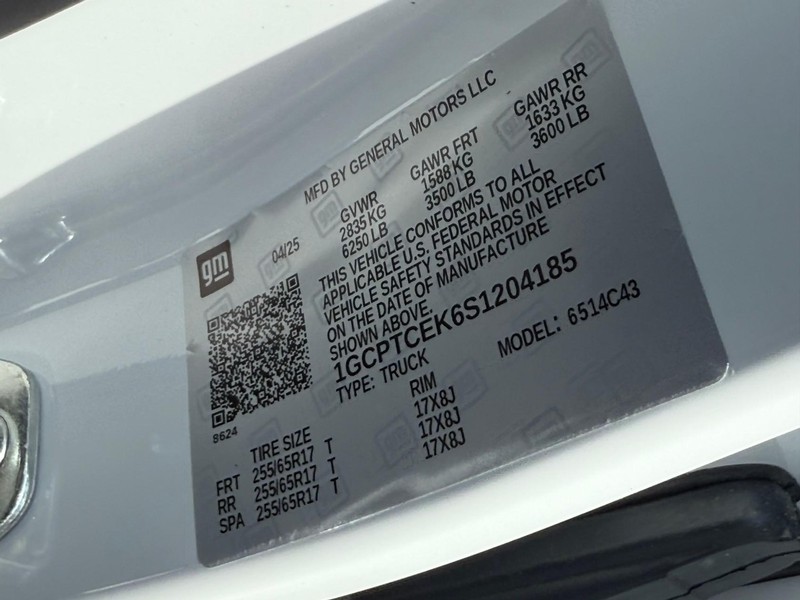 MFD BY GENERAL MOTORS LLC
gm
04/25
GVWR GAWR FRT GAWR RR
2835 KG 1588 KG 1633 KG
6250 LB 3500 LB 3600 LB
THIS VEHICLE CONFORMS TO ALL
APPLICABLE U.S. FEDERAL MOTOR
VEHICLE SAFETY STANDARDS IN EFFECT
ON THE DATE OF MANUFACTURE
SHOWN ABOVE.
1GCPTCEK6S1204185
TYPE: TRUCK MODEL: 6514C43
8624
TIRE SIZE RIM
FRT 255/65R17 T 17X8J
RR 255/65R17 T 17X8J
SPA 255/65R17 T 17X8J